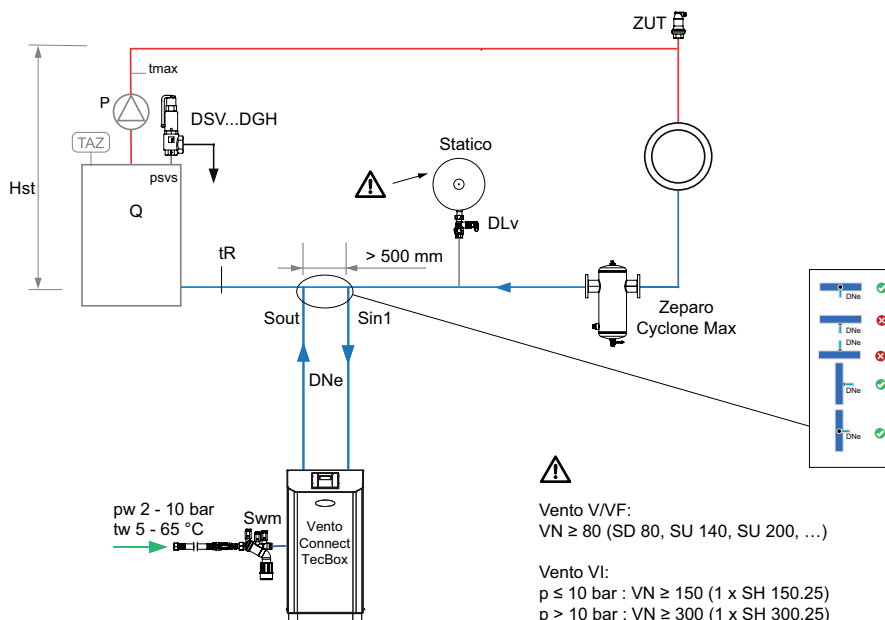 ZUT
tmax
P
DSV...DGH
TAZ
Statico
psvs
Hst
Q
DLv
tR
> 500 mm
Zeparo
Cyclone Max
Sout
Sin1
DNe
DNe
DNe
DNe
DNe
DNe
pw 2 - 10 bar
tw 5 - 65 °C
Swm
Vento
Connect
TecBox
Vento V/VF:
VN ≥ 80 (SD 80, SU 140, SU 200, …)
Vento VI:
p ≤ 10 bar : VN ≥ 150 (1 x SH 150.25)
p > 10 bar : VN ≥ 300 (1 x SH 300.25)